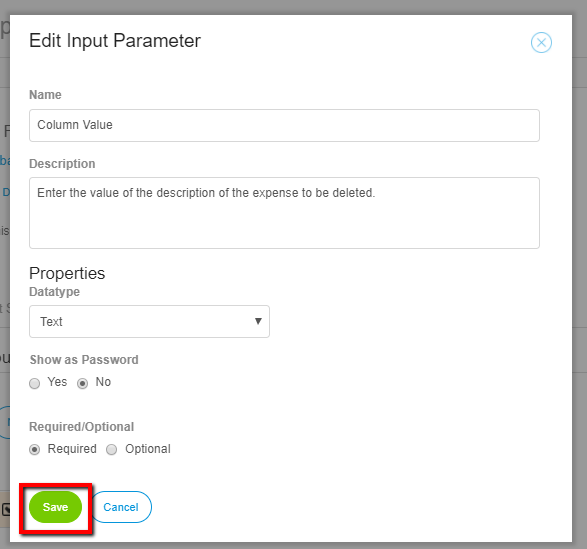 Edit Input Parameter
Name
Column Value
Description
Enter the value of the description of the expense to be deleted.
Properties
Datatype
Text
Show as Password
Yes No
Required/Optional
Required Optional
Save Cancel